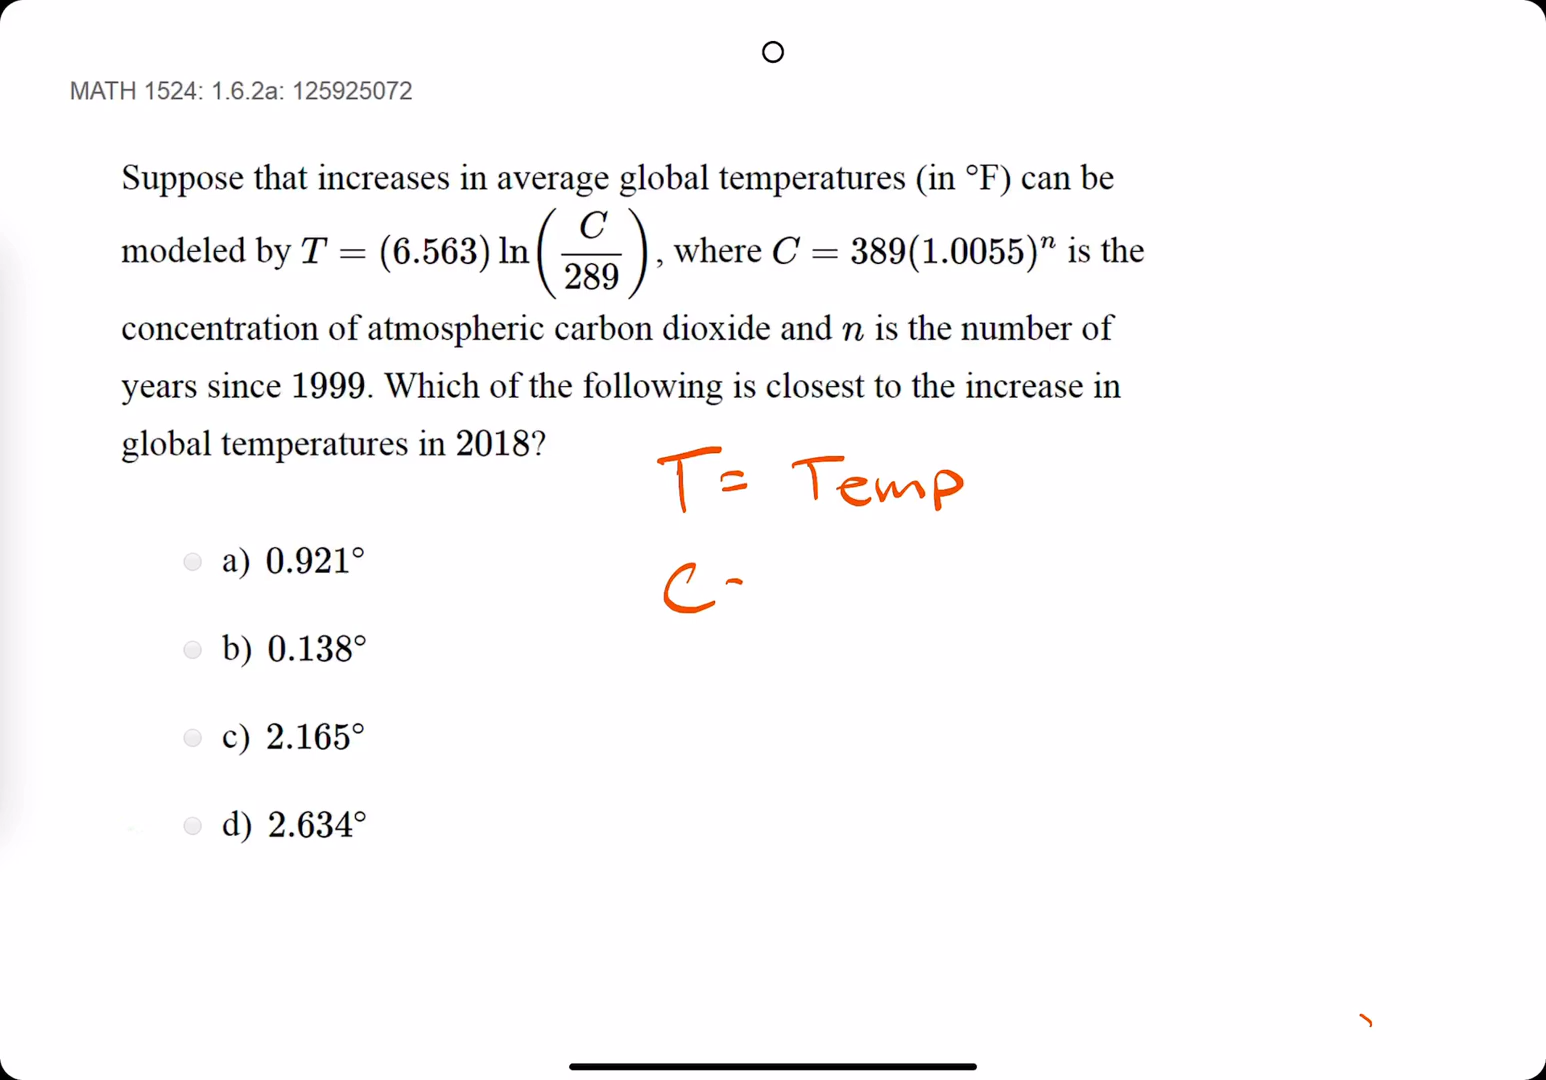 MATH 1524: 1.6.2a: 125925072
Suppose that increases in average global temperatures (in °F) can be
modeled by T = (6.563) ln(C/289), where C = 389(1.0055)^n is the
concentration of atmospheric carbon dioxide and n is the number of
years since 1999. Which of the following is closest to the increase in
global temperatures in 2018?
T = Temp
C -
a) 0.921°
b) 0.138°
c) 2.165°
d) 2.634°